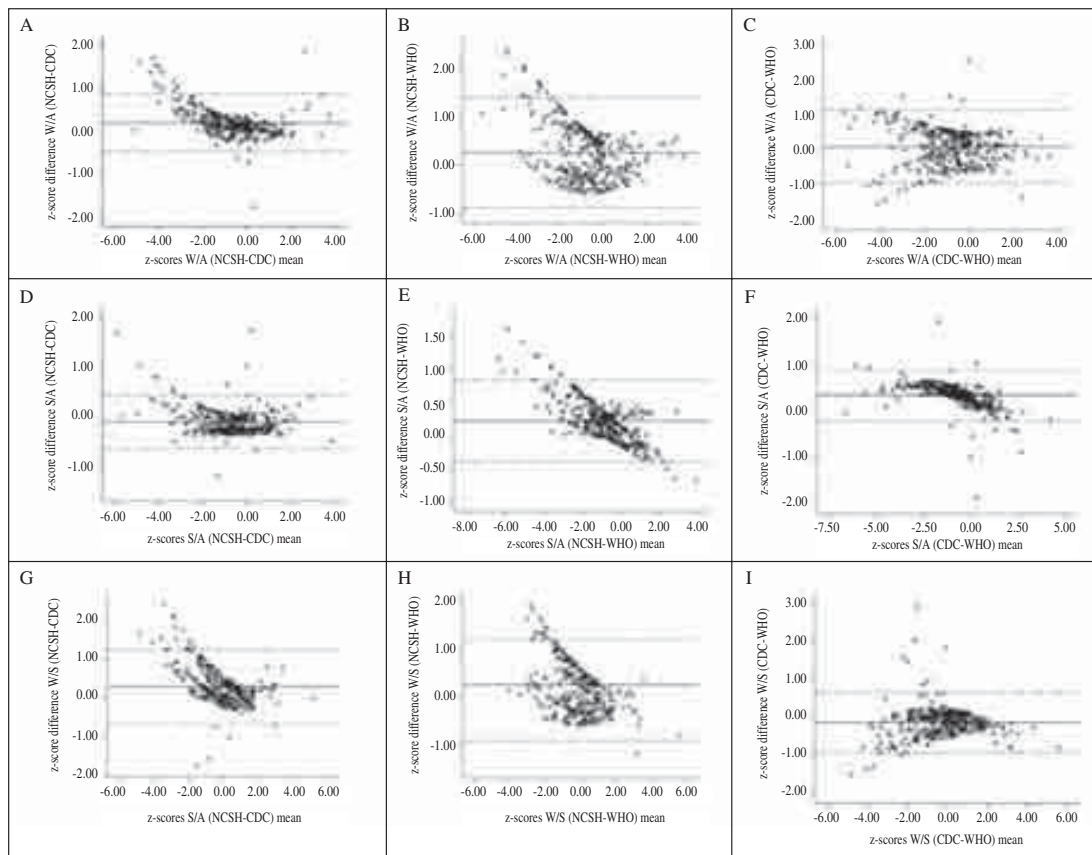 A
z-score difference W/A (NCSH-CDC)
2.00
1.00
0.00
-1.00
-2.00
-6.00 -4.00 -2.00 0.00 2.00 4.00
z-scores W/A (NCSH-CDC) mean
B
z-score difference W/A (NCSH-WHO)
2.00
1.00
0.00
-1.00
-6.00 -4.00 -2.00 0.00 2.00 4.00
z-scores W/A (NCSH-WHO) mean
C
z-score difference W/A (CDC-WHO)
3.00
2.00
1.00
0.00
-1.00
-2.00
-6.00 -4.00 -2.00 0.00 2.00 4.00
z-scores W/A (CDC-WHO) mean
D
z-score difference S/A (NCSH-CDC)
2.00
1.00
0.00
-1.00
-6.00 -4.00 -2.00 0.00 2.00 4.00
z-scores S/A (NCSH-CDC) mean
E
z-score difference S/A (NCSH-WHO)
1.50
1.00
0.50
0.00
-0.50
-1.00
-8.00 -6.00 -4.00 -2.00 0.00 2.00 4.00
z-scores S/A (NCSH-WHO) mean
F
z-score difference S/A (CDC-WHO)
2.00
1.00
0.00
-1.00
-2.00
-7.50 -5.00 -2.50 0.00 2.50 5.00
z-scores S/A (CDC-WHO) mean
G
z-score difference W/S (NCSH-CDC)
2.00
1.00
0.00
-1.00
-2.00
-6.00 -4.00 -2.00 0.00 2.00 4.00 6.00
z-scores S/A (NCSH-CDC) mean
H
z-score difference W/S (NCSH-WHO)
2.00
1.00
0.00
-1.00
-6.00 -4.00 -2.00 0.00 2.00 4.00 6.00
z-scores W/S (NCSH-WHO) mean
I
z-score difference W/S (CDC-WHO)
3.00
2.00
1.00
-0.00
-1.00
-2.00
-6.00 -4.00 -2.00 0.00 2.00 4.00 6.00
z-scores W/S (CDC-WHO) mean